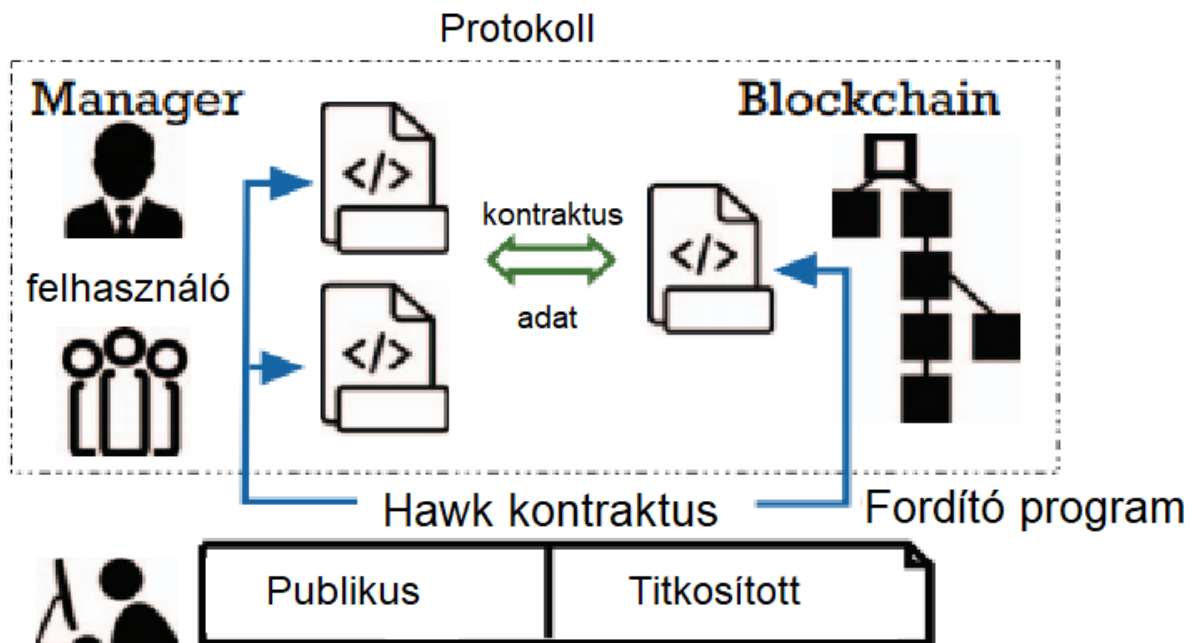 Protokoll
Manager
Blockchain
</>
kontraktus
</>
felhasználó
adat
</>
Hawk kontraktus
Fordító program
Publikus
Titkosított